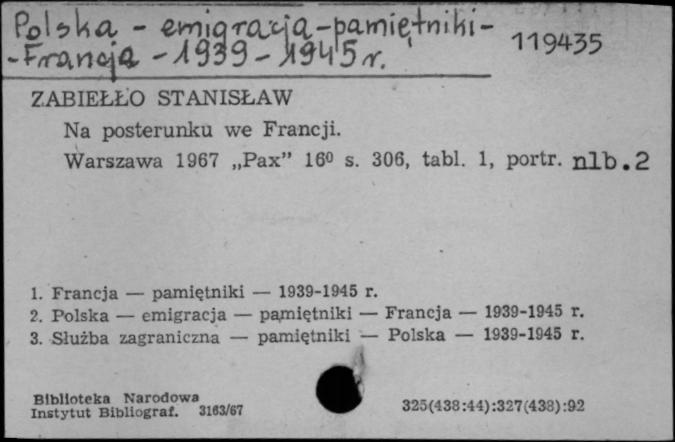 Polska - emigracja - pamiętniki -
- Francja - 1939 - 1945 r.
119435
ZABIEŁŁO STANISŁAW
Na posterunku we Francji.
Warszawa 1967 „Pax” 16⁰ s. 306, tabl. 1, portr. nlb.2
1. Francja — pamiętniki — 1939-1945 r.
2. Polska — emigracja — pamiętniki — Francja — 1939-1945 r.
3. Służba zagraniczna — pamiętniki — Polska — 1939-1945 r.
Biblioteka Narodowa
Instytut Bibliograf. 3163/67
325(438:44):327(438):92